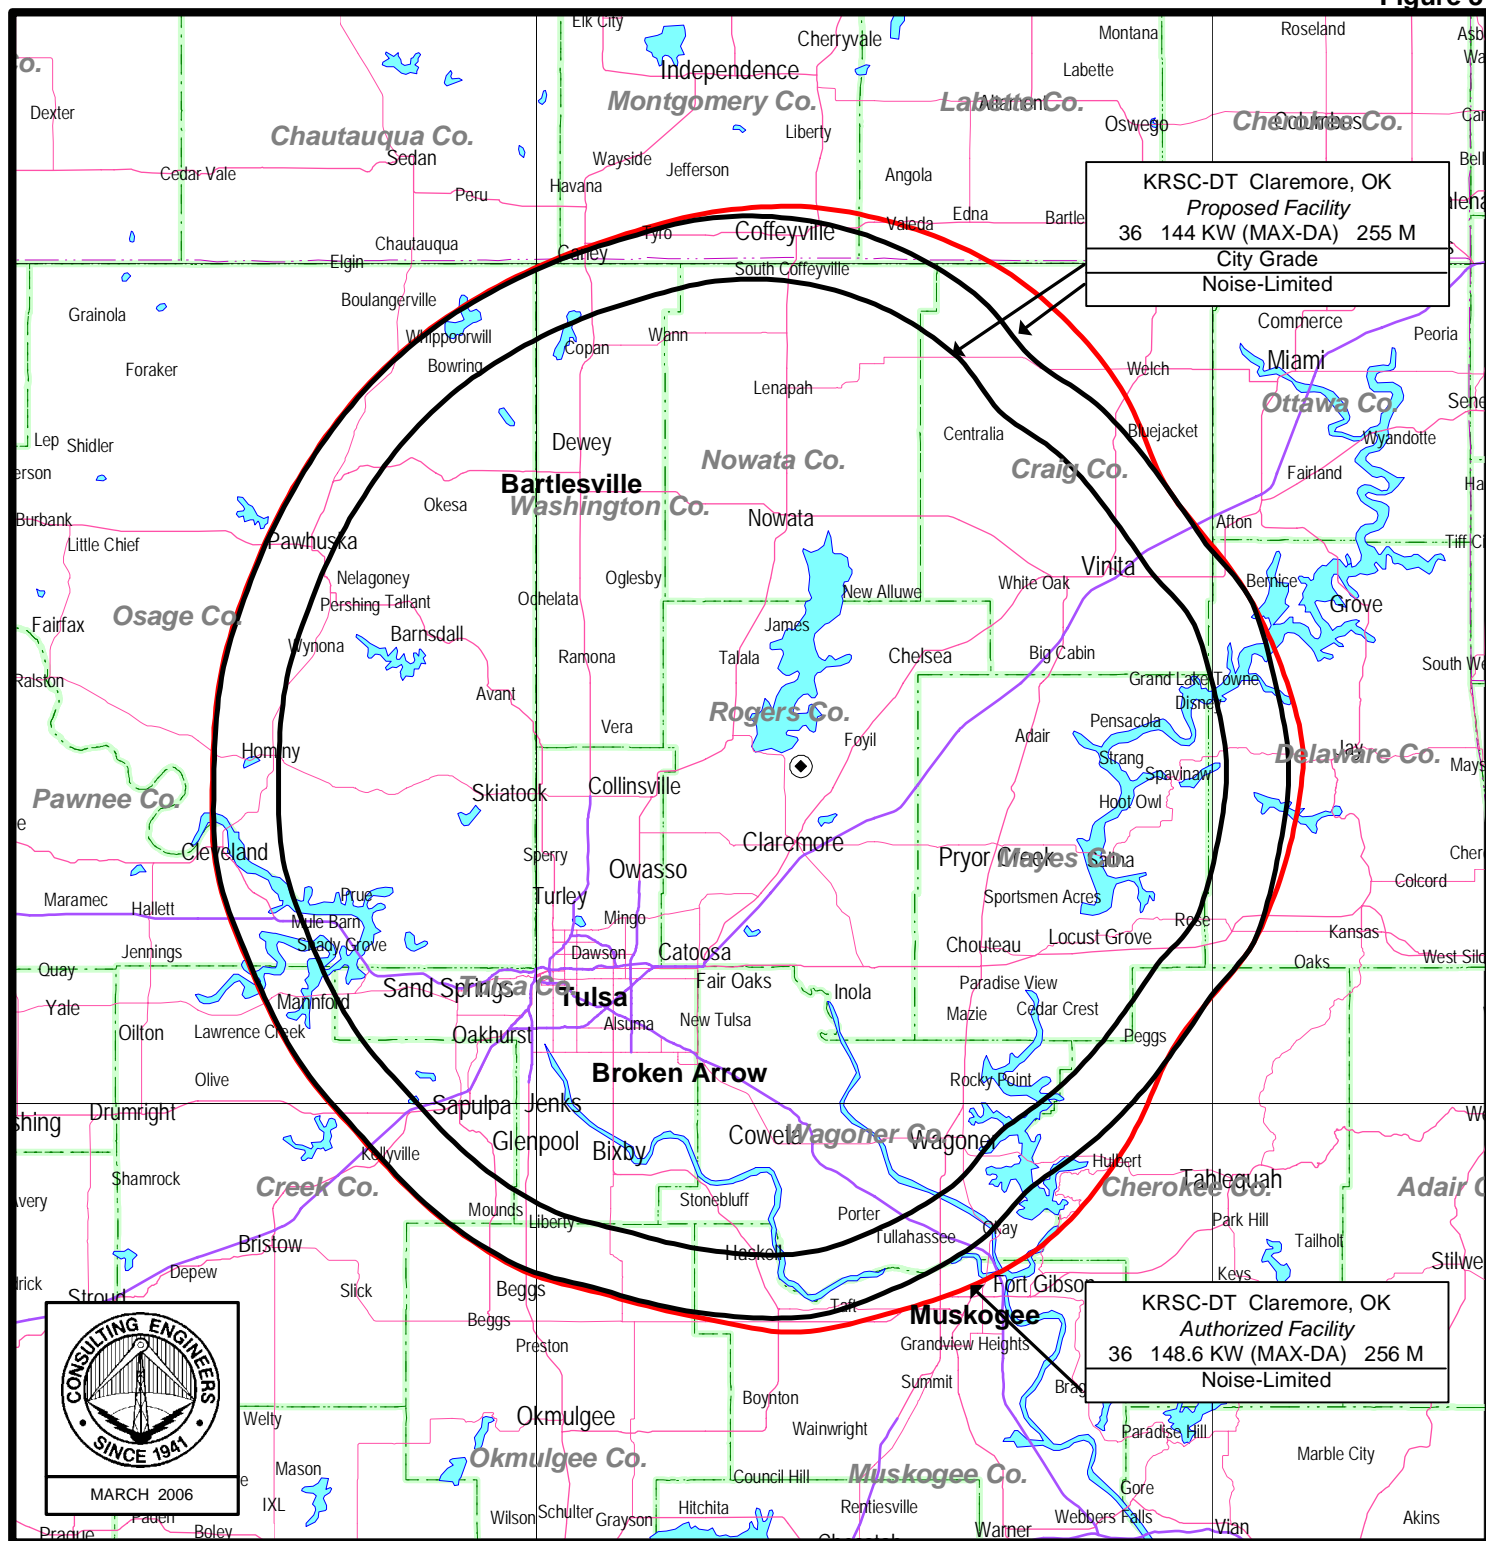 Elk City
Cherryvale
Montana
Roseland
Independence
Labette
Dexter
Montgomery Co.
Labette Co.
Liberty
Oswego
Cherokee Co.
Chautauqua Co.
Sedan
Wayside
Jefferson
Cedar Vale
Havana
Angola
Peru
Edna
Valeda
Coffeyville
Tyro
Caney
Chautauqua
Elgin
South Coffeyville
KRSC-DT Claremore, OK
Proposed Facility
36 144 KW (MAX-DA) 255 M
City Grade
Noise-Limited
Boulangerville
Grainola
Whippoorwill
Wann
Commerce
Peoria
Copan
Bowring
Foraker
Miami
Welch
Lenapah
Ottawa Co.
Dewey
Centralia
Bluejacket
Wyandotte
Lep
Shidler
Nowata Co.
Craig Co.
Fairland
Bartlesville
Okesa
Washington Co.
Burbank
Nowata
Afton
Little Chief
Pawhuska
Vinita
Nelagoney
Oglesby
White Oak
Bernice
New Alluwe
Pershing
Tallant
Ochelata
Grove
Osage Co.
Fairfax
Barnsdall
James
Wynona
Ramona
Talala
Chelsea
Big Cabin
Ralston
Avant
Grand Lake Towne
Disney
Rogers Co.
Vera
Pensacola
Foyil
Adair
Hominy
Strang
Jay
Delaware Co.
Spavinaw
Skiatook
Collinsville
Pawnee Co.
Hoot Owl
Claremore
Cleveland
Sperry
Owasso
Pryor Creek
Mayes Co.
Salina
Colcord
Maramec
Hallett
Prue
Turley
Sportsmen Acres
Mule Barn
Mingo
Rose
Kansas
Shady Grove
Jennings
Dawson
Catoosa
Chouteau
Locust Grove
Quay
Oaks
Fair Oaks
Paradise View
Sand Springs
Tulsa Co.
Tulsa
Inola
Yale
Mannford
Mazie
Cedar Crest
Oilton
Lawrence Creek
Oakhurst
Alsuma
New Tulsa
Peggs
Olive
Broken Arrow
Rocky Point
Drumright
Sapulpa
Jenks
Glenpool
Bixby
Coweta
Wagoner Co.
Wagoner
Kellyville
Hulbert
Shamrock
Creek Co.
Stonebluff
Tahlequah
Cherokee Co.
Mounds
Liberty
Porter
Park Hill
Tullahassee
Okay
Tailholt
Bristow
Haskell
Depew
Keys
Slick
Beggs
Fort Gibson
Stroud
Taft
Muskogee
KRSC-DT Claremore, OK
Authorized Facility
36 148.6 KW (MAX-DA) 256 M
Noise-Limited
CONSULTING ENGINEERS
• SINCE 1941 •
MARCH 2006
Beggs
Preston
Grandview Heights
Summit
Boynton
Okmulgee
Welty
Wainwright
Paradise Hill
Marble City
Okmulgee Co.
Mason
Council Hill
Muskogee Co.
IXL
Gore
Wilson
Schulter
Grayson
Hitchita
Rentiesville
Webbers Falls
Akins
Warner
Vian
Paden
Prague
Boley